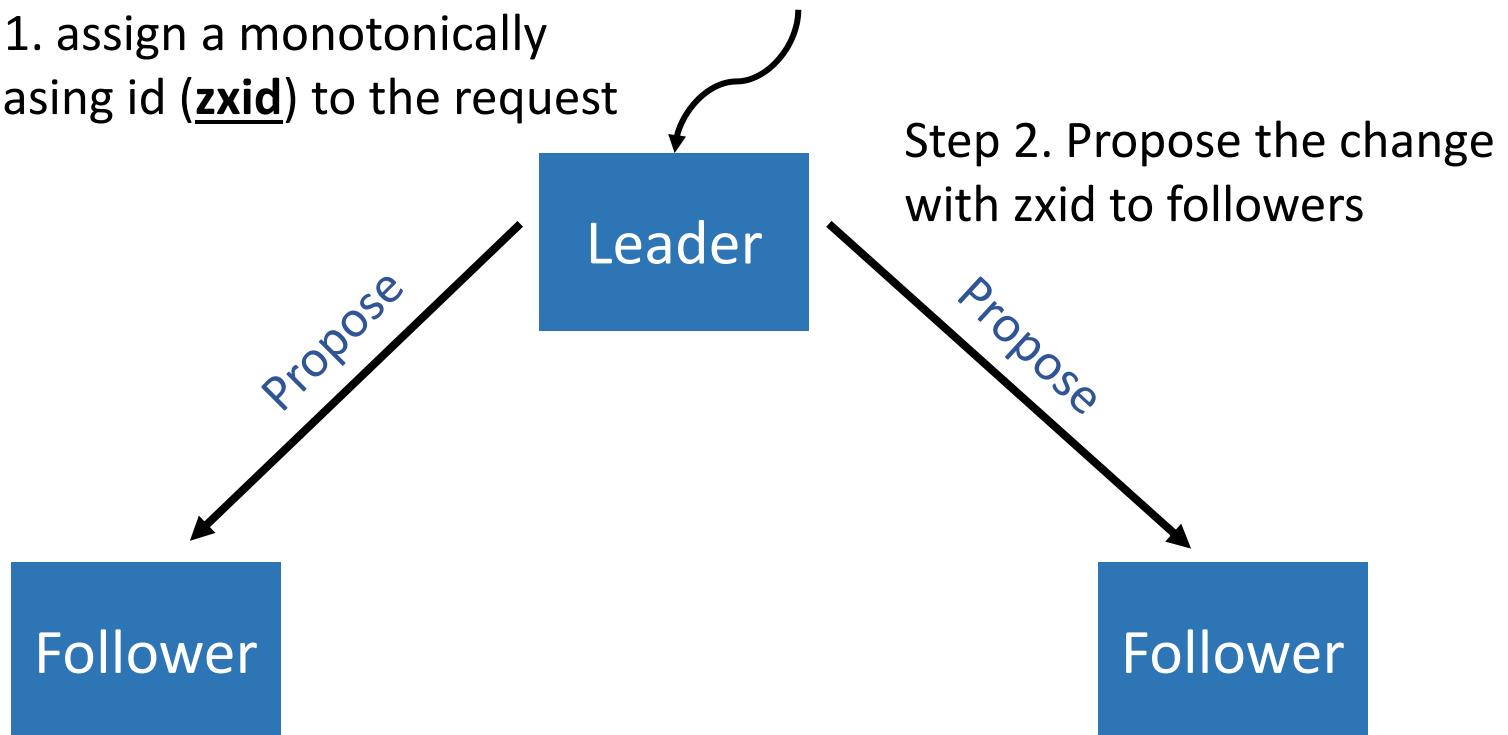 1. assign a monotonically
asing id (zxid) to the request
Step 2. Propose the change
with zxid to followers
Leader
Propose
Propose
Follower
Follower